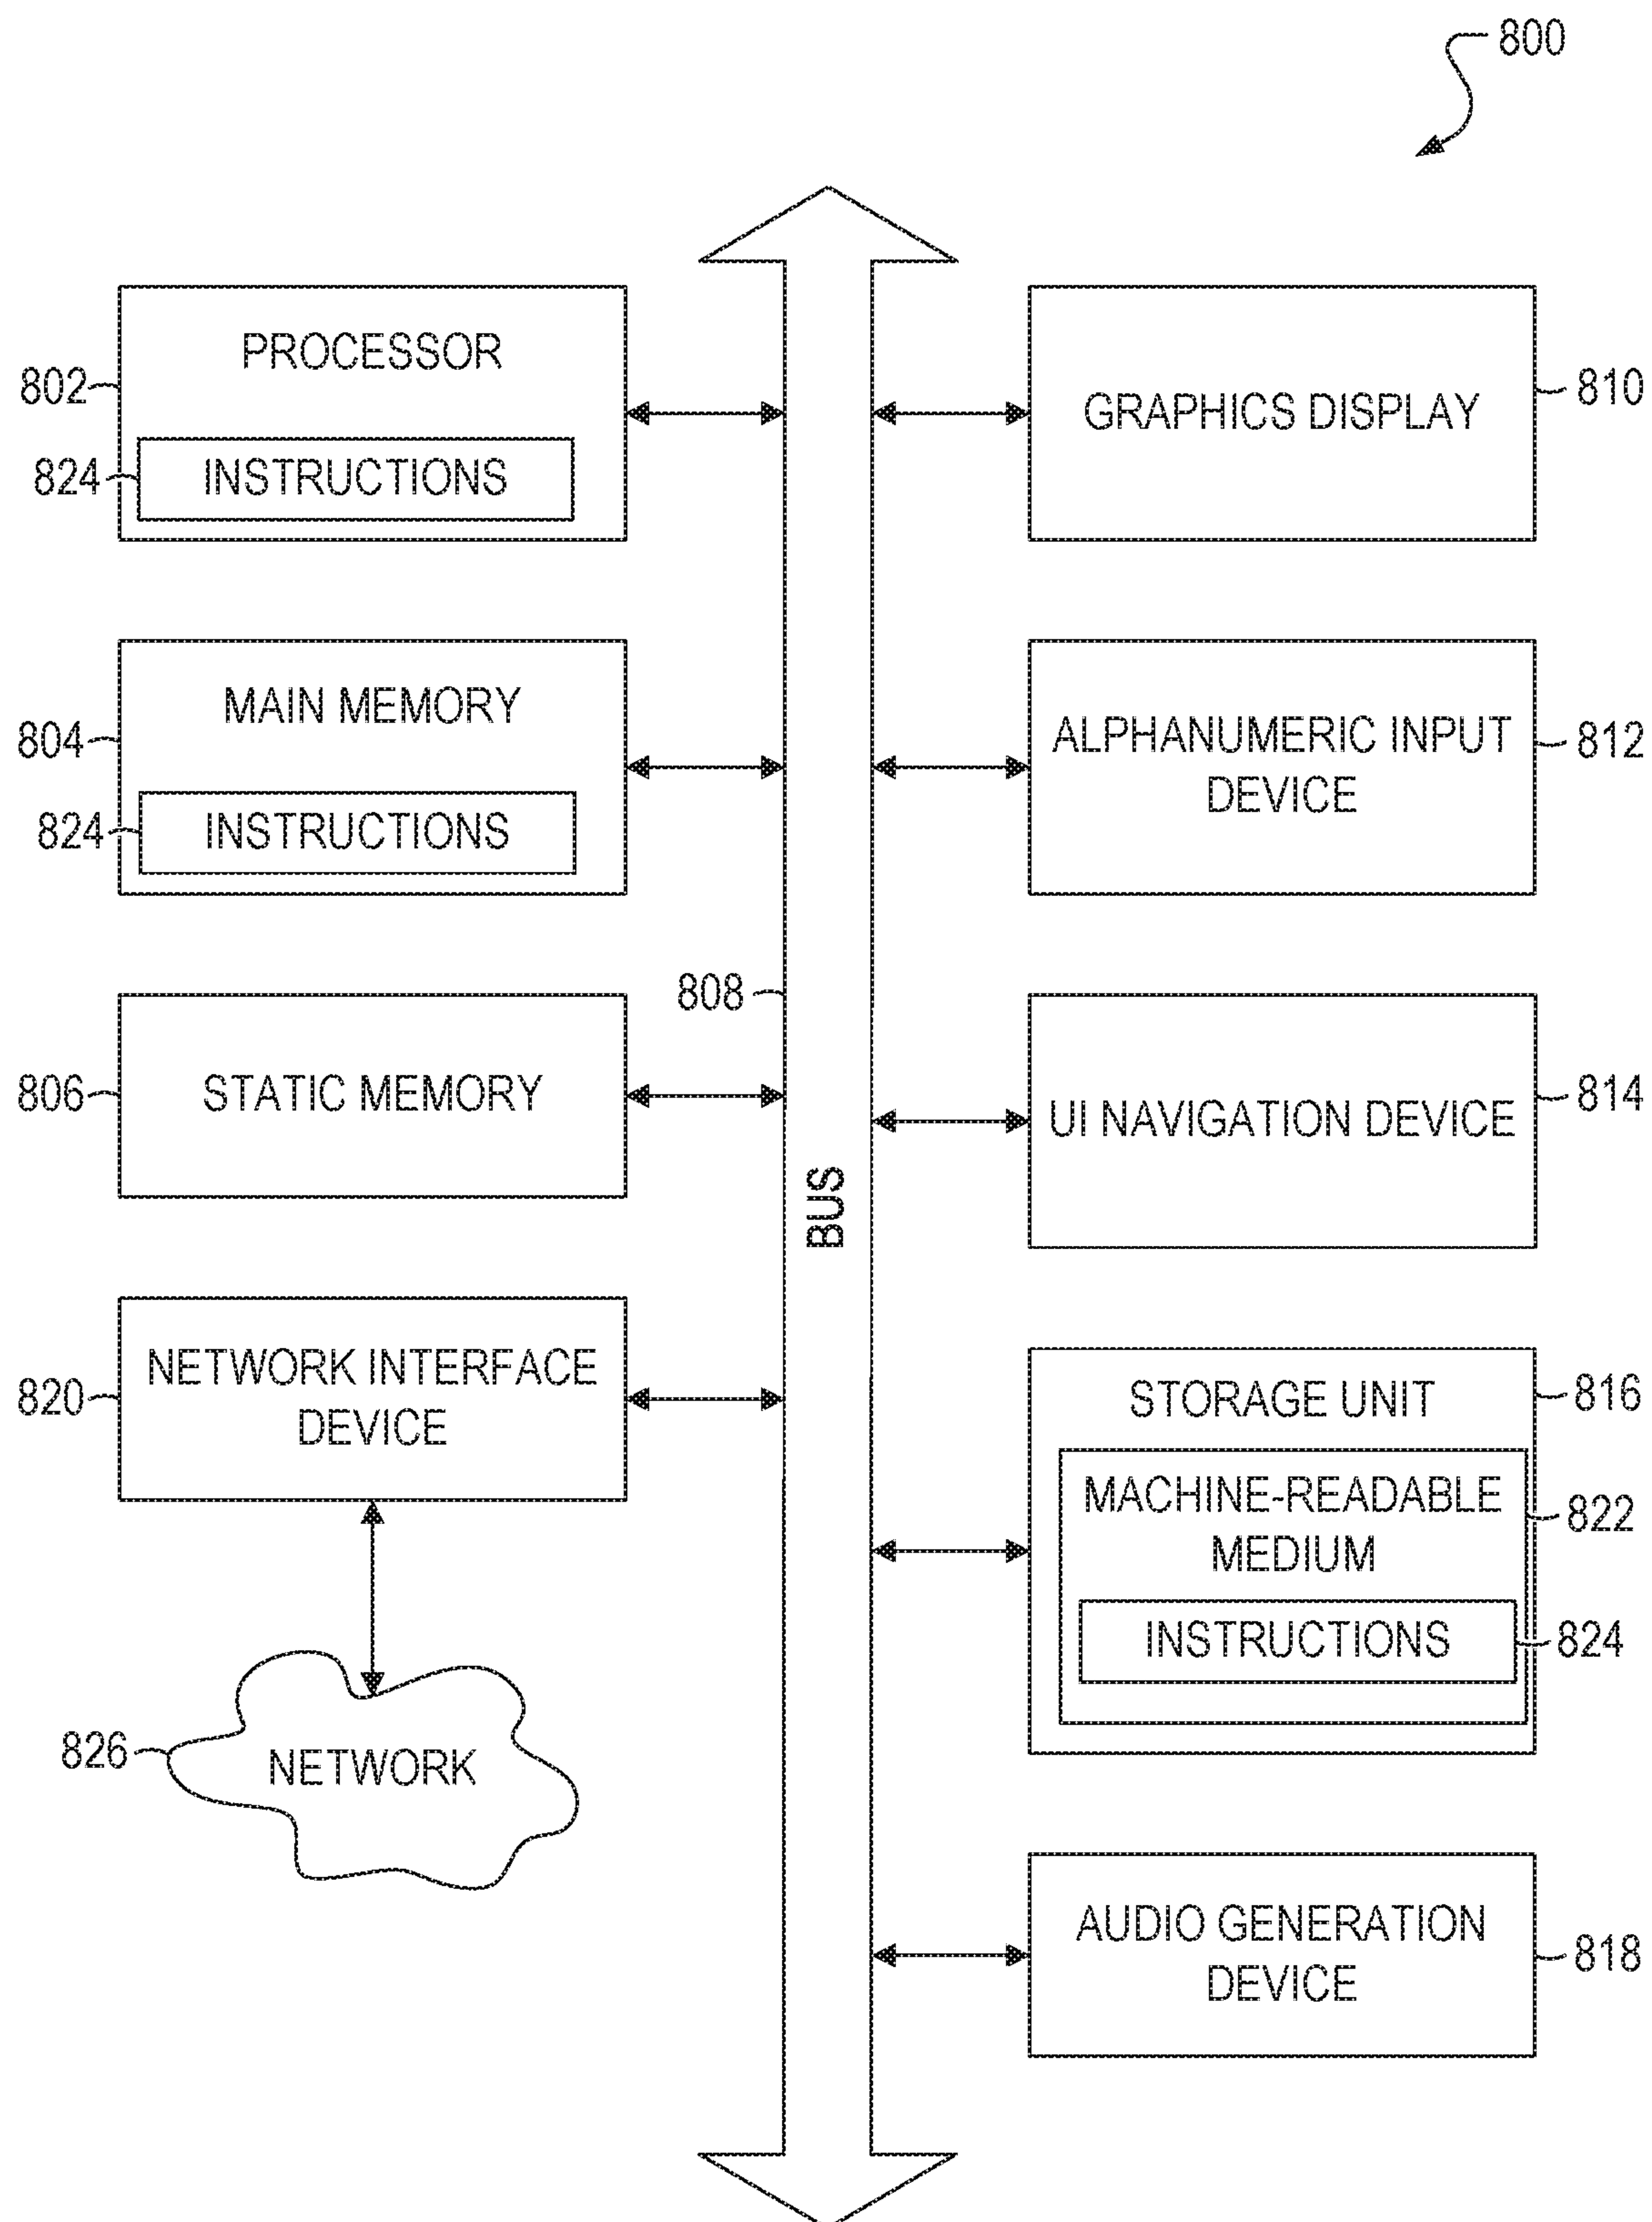 800
PROCESSOR
802
INSTRUCTIONS
824
MAIN MEMORY
804
INSTRUCTIONS
824
STATIC MEMORY
806
808
BUS
NETWORK INTERFACE
DEVICE
820
NETWORK
826
GRAPHICS DISPLAY
810
ALPHANUMERIC INPUT
DEVICE
812
UI NAVIGATION DEVICE
814
STORAGE UNIT
816
MACHINE-READABLE
MEDIUM
822
INSTRUCTIONS
824
AUDIO GENERATION
DEVICE
818